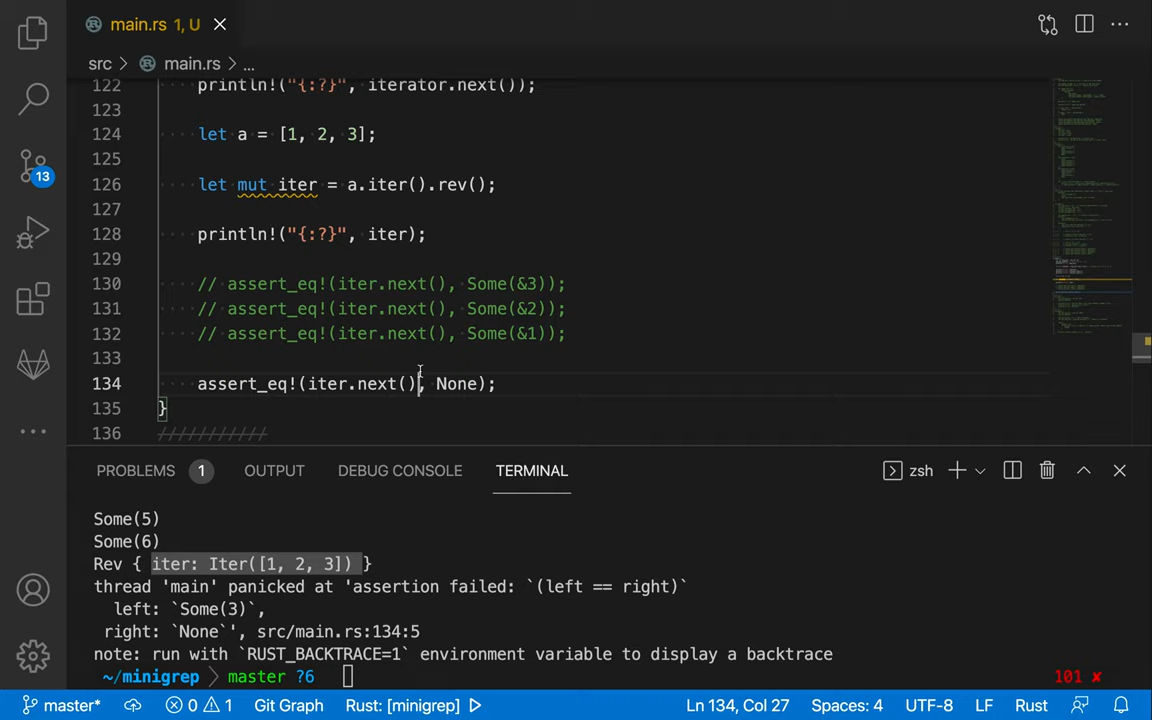 main.rs 1, U
src > main.rs > ...
122 println!("{:?}", iterator.next());
123
124 let a = [1, 2, 3];
125
126 let mut iter = a.iter().rev();
127
128 println!("{:?}", iter);
129
130 // assert_eq!(iter.next(), Some(&3));
131 // assert_eq!(iter.next(), Some(&2));
132 // assert_eq!(iter.next(), Some(&1));
133
134 assert_eq!(iter.next(), None);
135 }
136 ///////////
13
PROBLEMS 1 OUTPUT DEBUG CONSOLE TERMINAL zsh
Some(5)
Some(6)
Rev { iter: Iter([1, 2, 3]) }
thread 'main' panicked at 'assertion failed: `(left == right)`
left: `Some(3)`,
right: `None`', src/main.rs:134:5
note: run with `RUST_BACKTRACE=1` environment variable to display a backtrace
~/minigrep > master ?6 101 ✘
master* 0 1 Git Graph Rust: [minigrep] Ln 134, Col 27 Spaces: 4 UTF-8 LF Rust